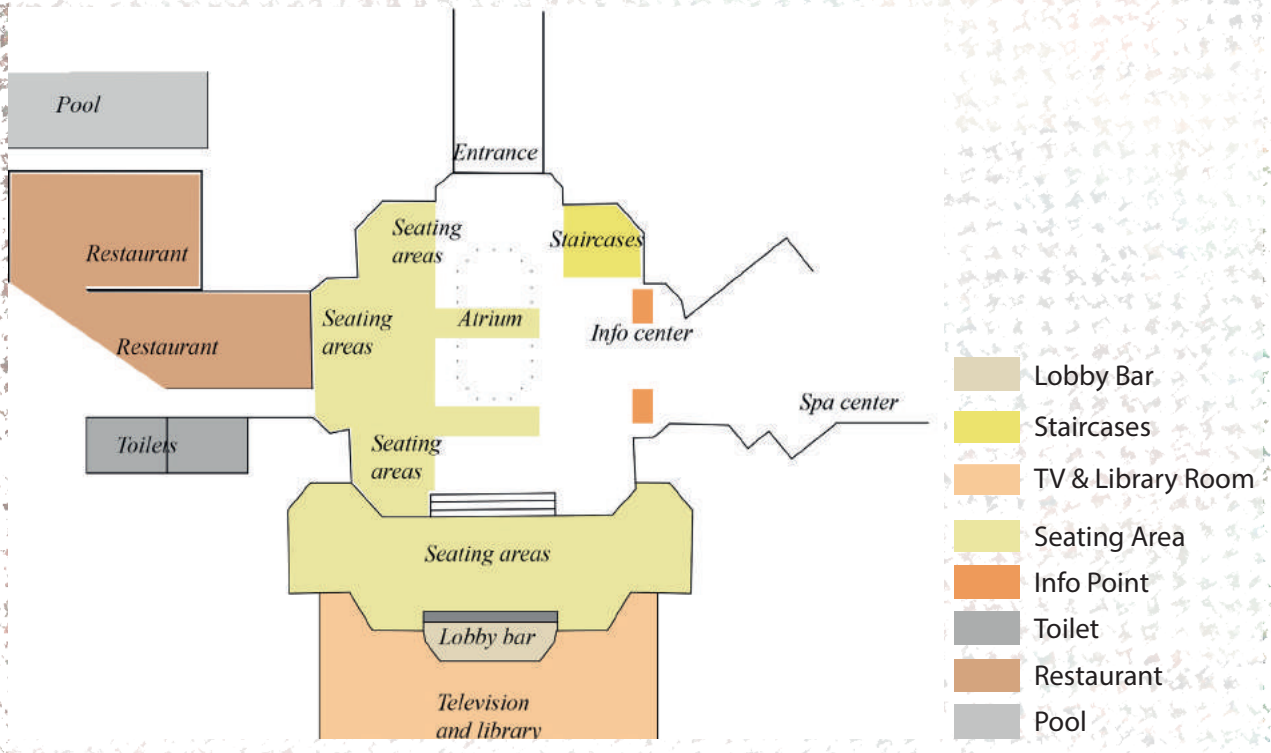 Pool
Entrance
Seating
areas
Staircases
Restaurant
Seating
areas
Atrium
Info center
Restaurant
Spa center
Toilets
Seating
areas
Seating areas
Lobby bar
Television
and library
Lobby Bar
Staircases
TV & Library Room
Seating Area
Info Point
Toilet
Restaurant
Pool